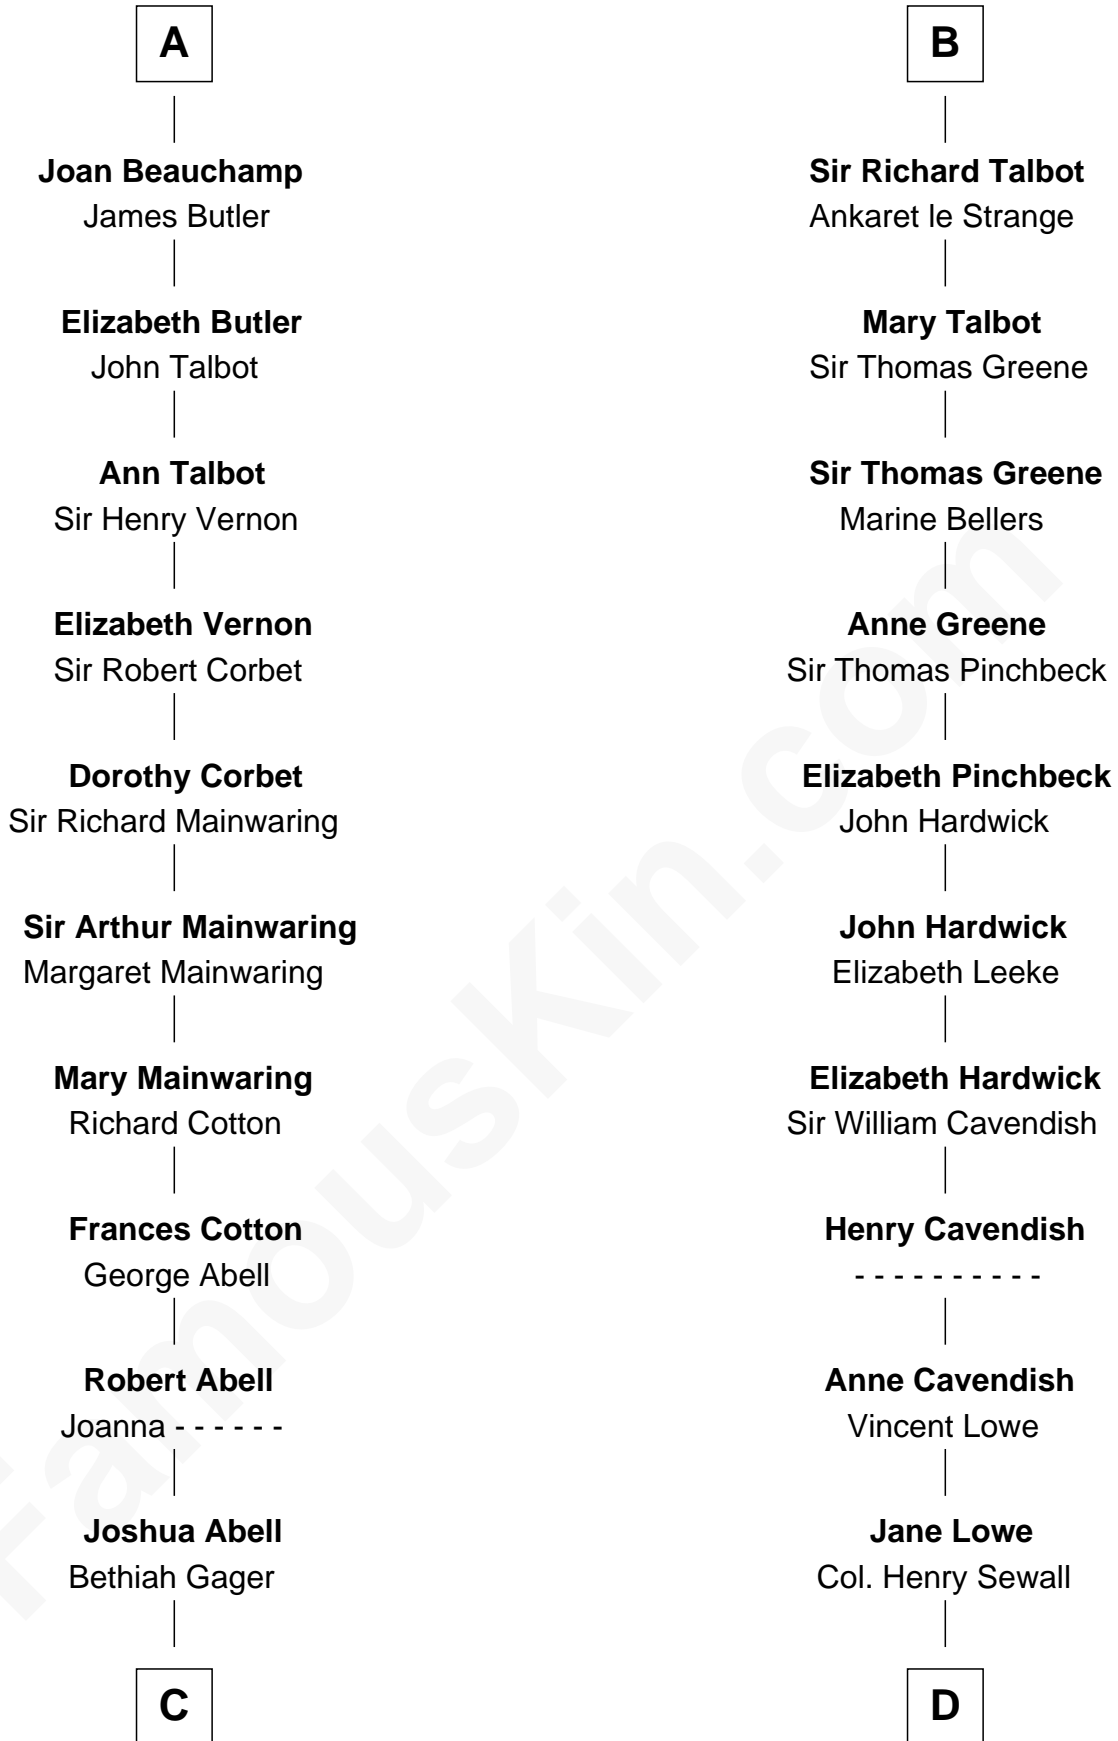 A
Joan Beauchamp
James Butler
Elizabeth Butler
John Talbot
Ann Talbot
Sir Henry Vernon
Elizabeth Vernon
Sir Robert Corbet
Dorothy Corbet
Sir Richard Mainwaring
Sir Arthur Mainwaring
Margaret Mainwaring
Mary Mainwaring
Richard Cotton
Frances Cotton
George Abell
Robert Abell
Joanna - - - - - -
Joshua Abell
Bethiah Gager
C
B
Sir Richard Talbot
Ankaret le Strange
Mary Talbot
Sir Thomas Greene
Sir Thomas Greene
Marine Bellers
Anne Greene
Sir Thomas Pinchbeck
Elizabeth Pinchbeck
John Hardwick
John Hardwick
Elizabeth Leeke
Elizabeth Hardwick
Sir William Cavendish
Henry Cavendish
- - - - - - - - - -
Anne Cavendish
Vincent Lowe
Jane Lowe
Col. Henry Sewall
D
FamousKin.com